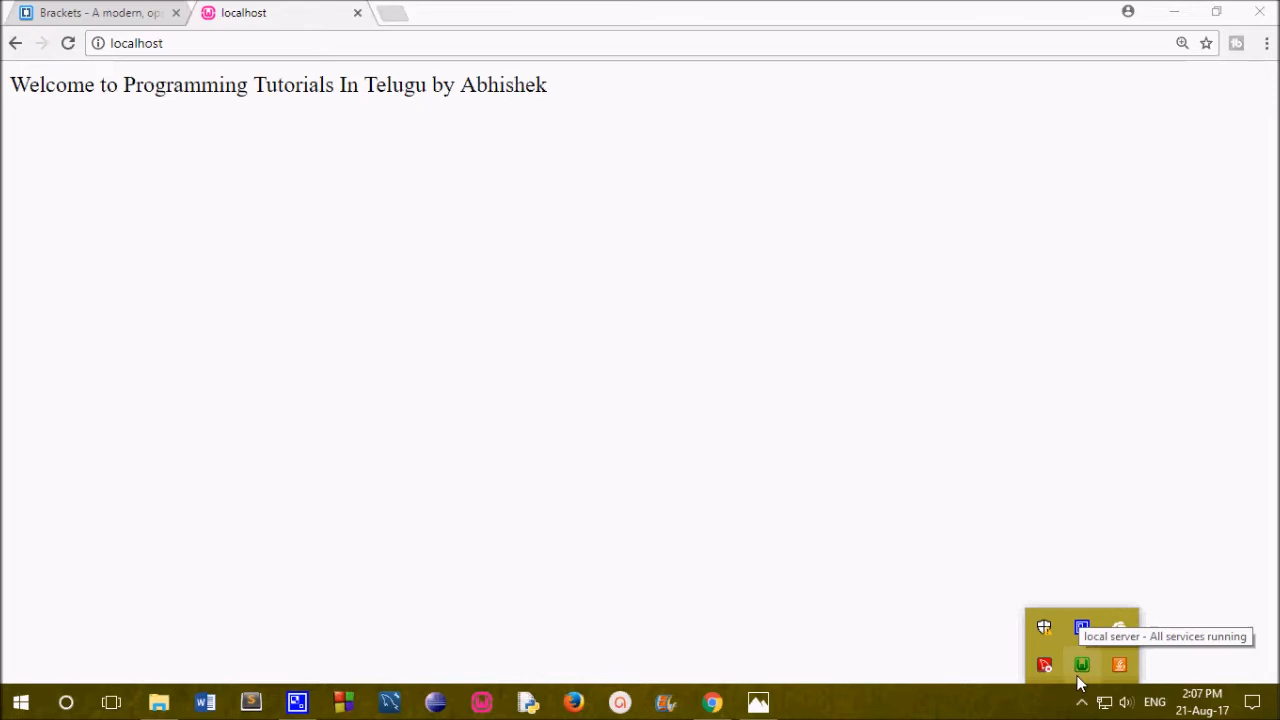 Brackets - A modern, op
localhost
localhost
Welcome to Programming Tutorials In Telugu by Abhishek
local server - All services running
ENG
2:07 PM
21-Aug-17